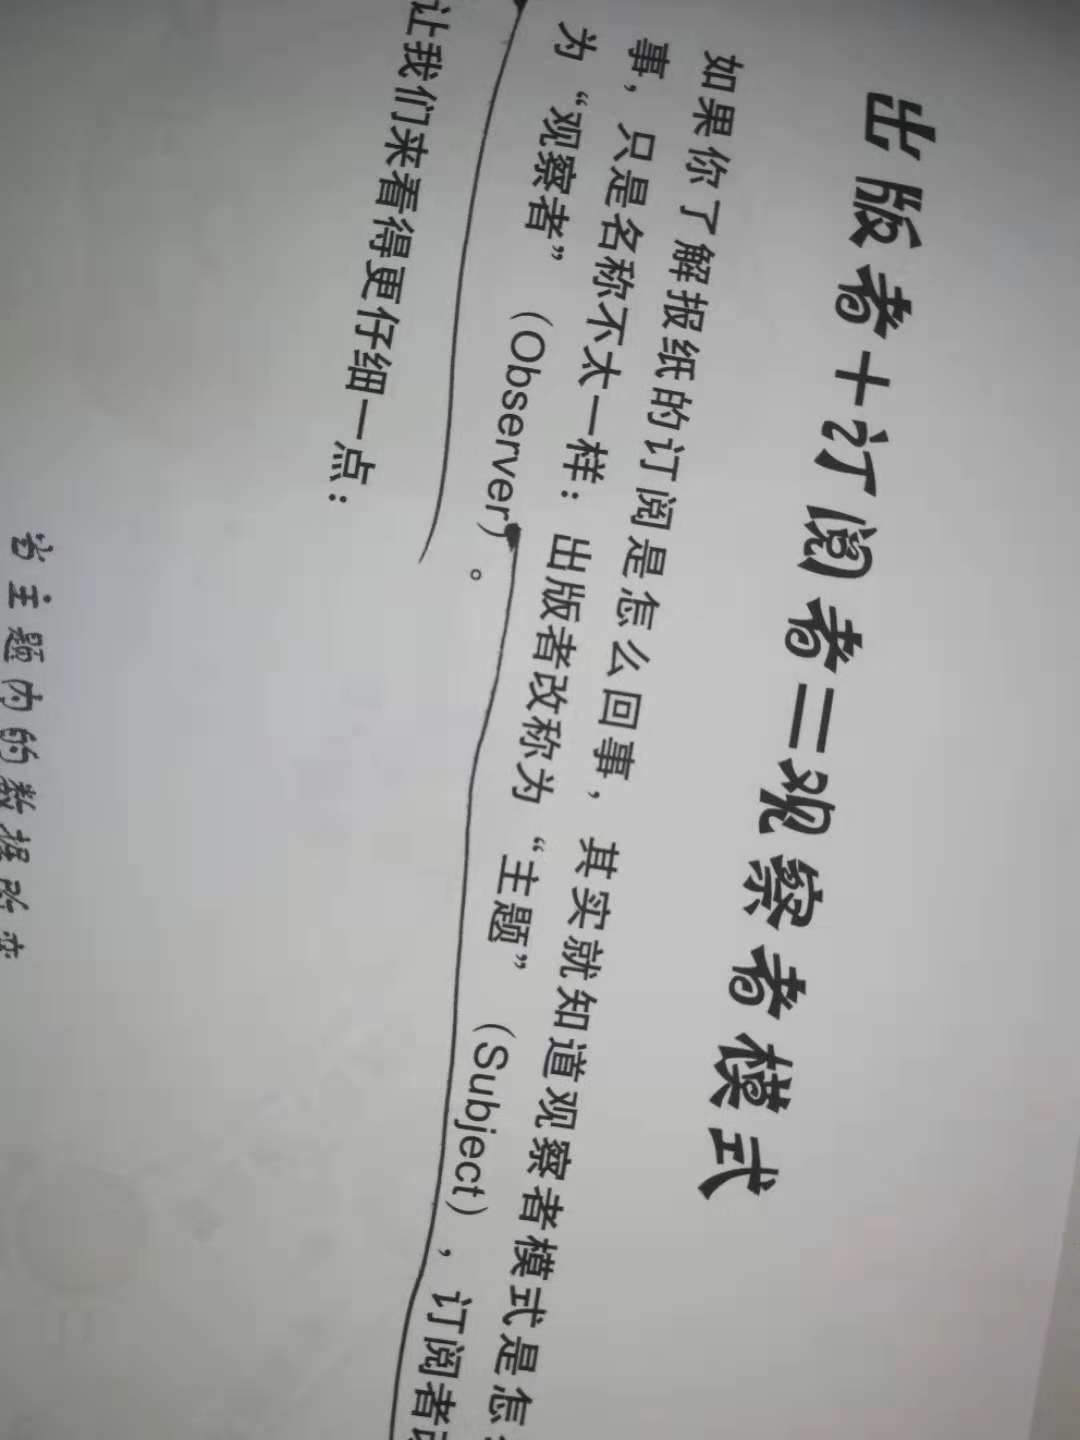 出版者+订阅者=观察者模式
如果你了解报纸的订阅是怎么回事，其实就知道观察者模式是怎
事，只是名称不太一样：出版者改称为“主题”（Subject），订阅者
为“观察者”（Observer）。
让我们来看得更仔细一点：
当主题内的数据改变